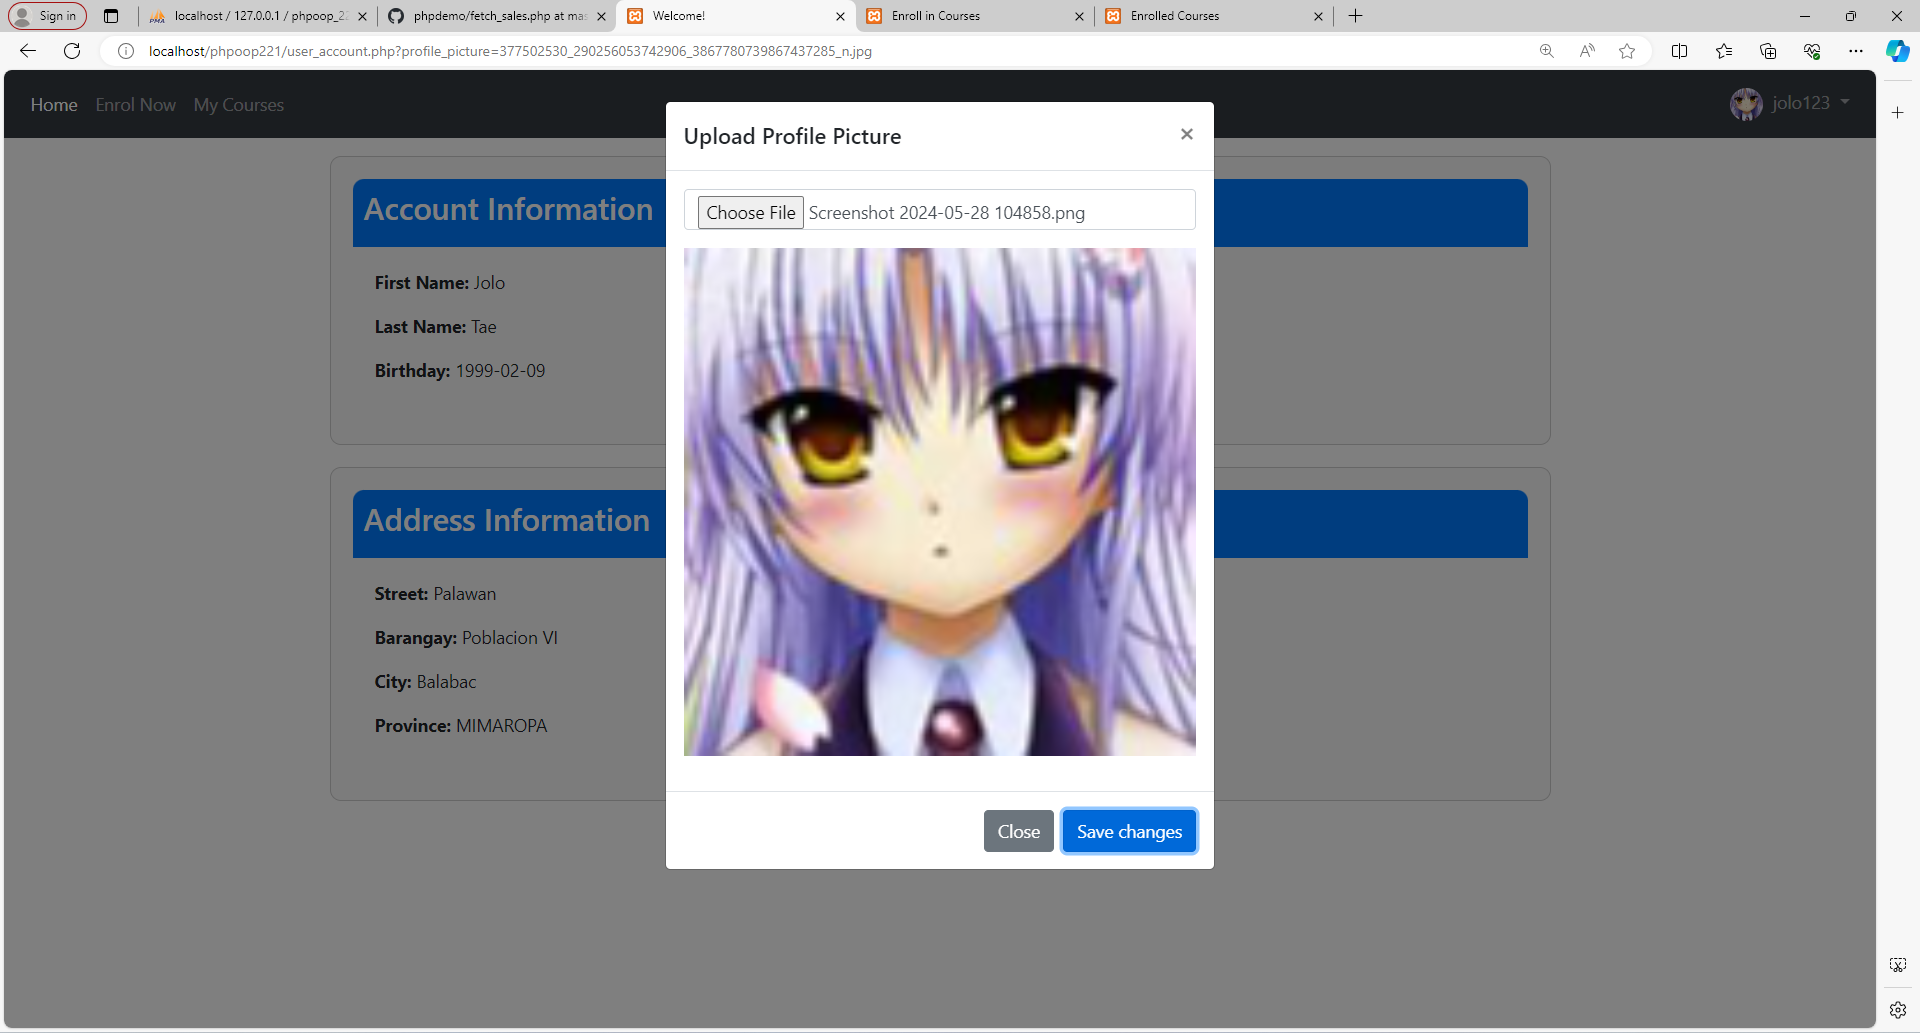 Sign in
localhost / 127.0.0.1 / phpoop_22
phpdemo/fetch_sales.php at mas
Welcome!
Enroll in Courses
Enrolled Courses
localhost/phpoop221/user_account.php?profile_picture=377502530_290256053742906_3867780739867437285_n.jpg
Home Enrol Now My Courses
jolo123
Upload Profile Picture
×
Choose File Screenshot 2024-05-28 104858.png
Account Information
First Name: Jolo
Last Name: Tae
Birthday: 1999-02-09
Address Information
Street: Palawan
Barangay: Poblacion VI
City: Balabac
Province: MIMAROPA
Close Save changes